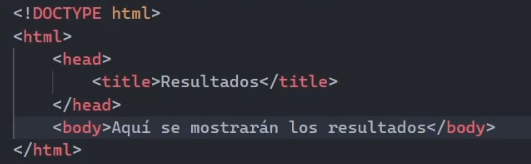 <!DOCTYPE html>
<html>
<head>
<title>Resultados</title>
</head>
<body>Aquí se mostrarán los resultados</body>
</html>